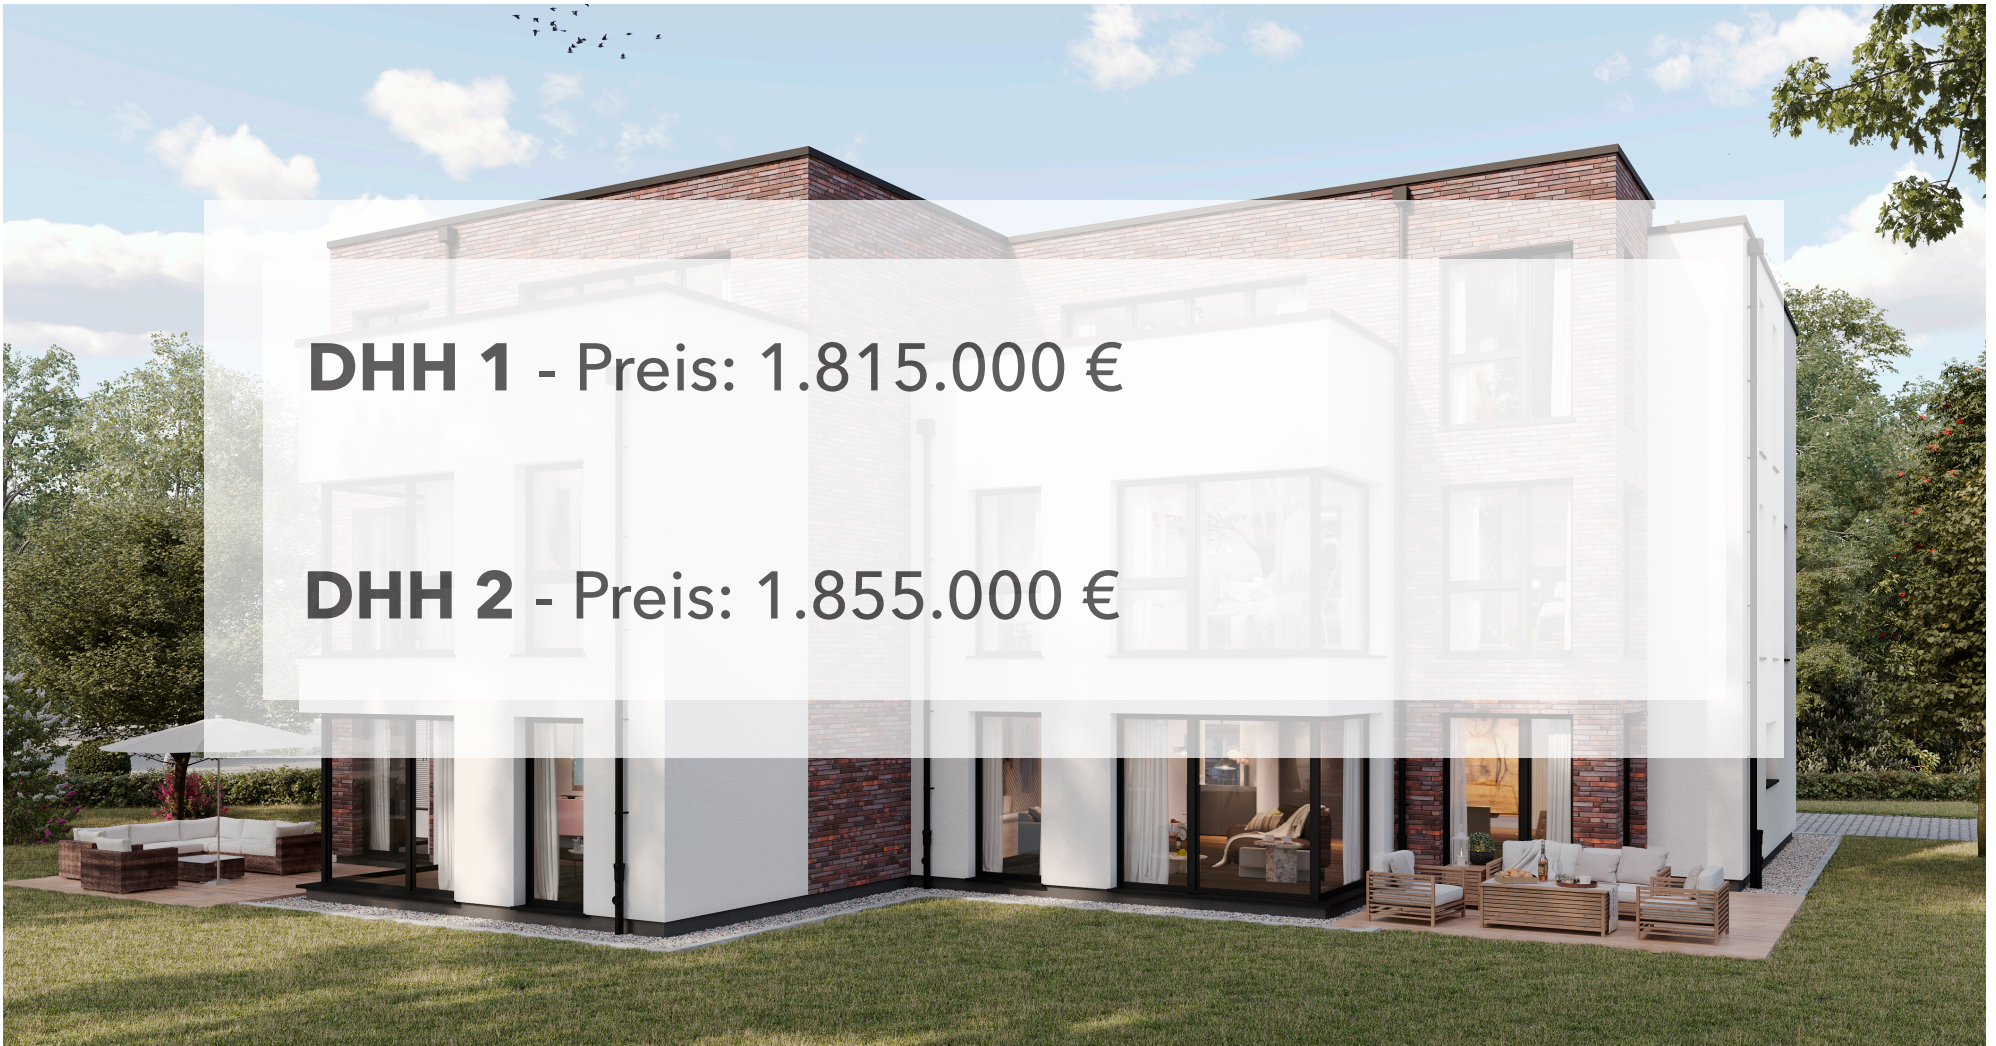 DHH 1 - Preis: 1.815.000 €
DHH 2 - Preis: 1.855.000 €